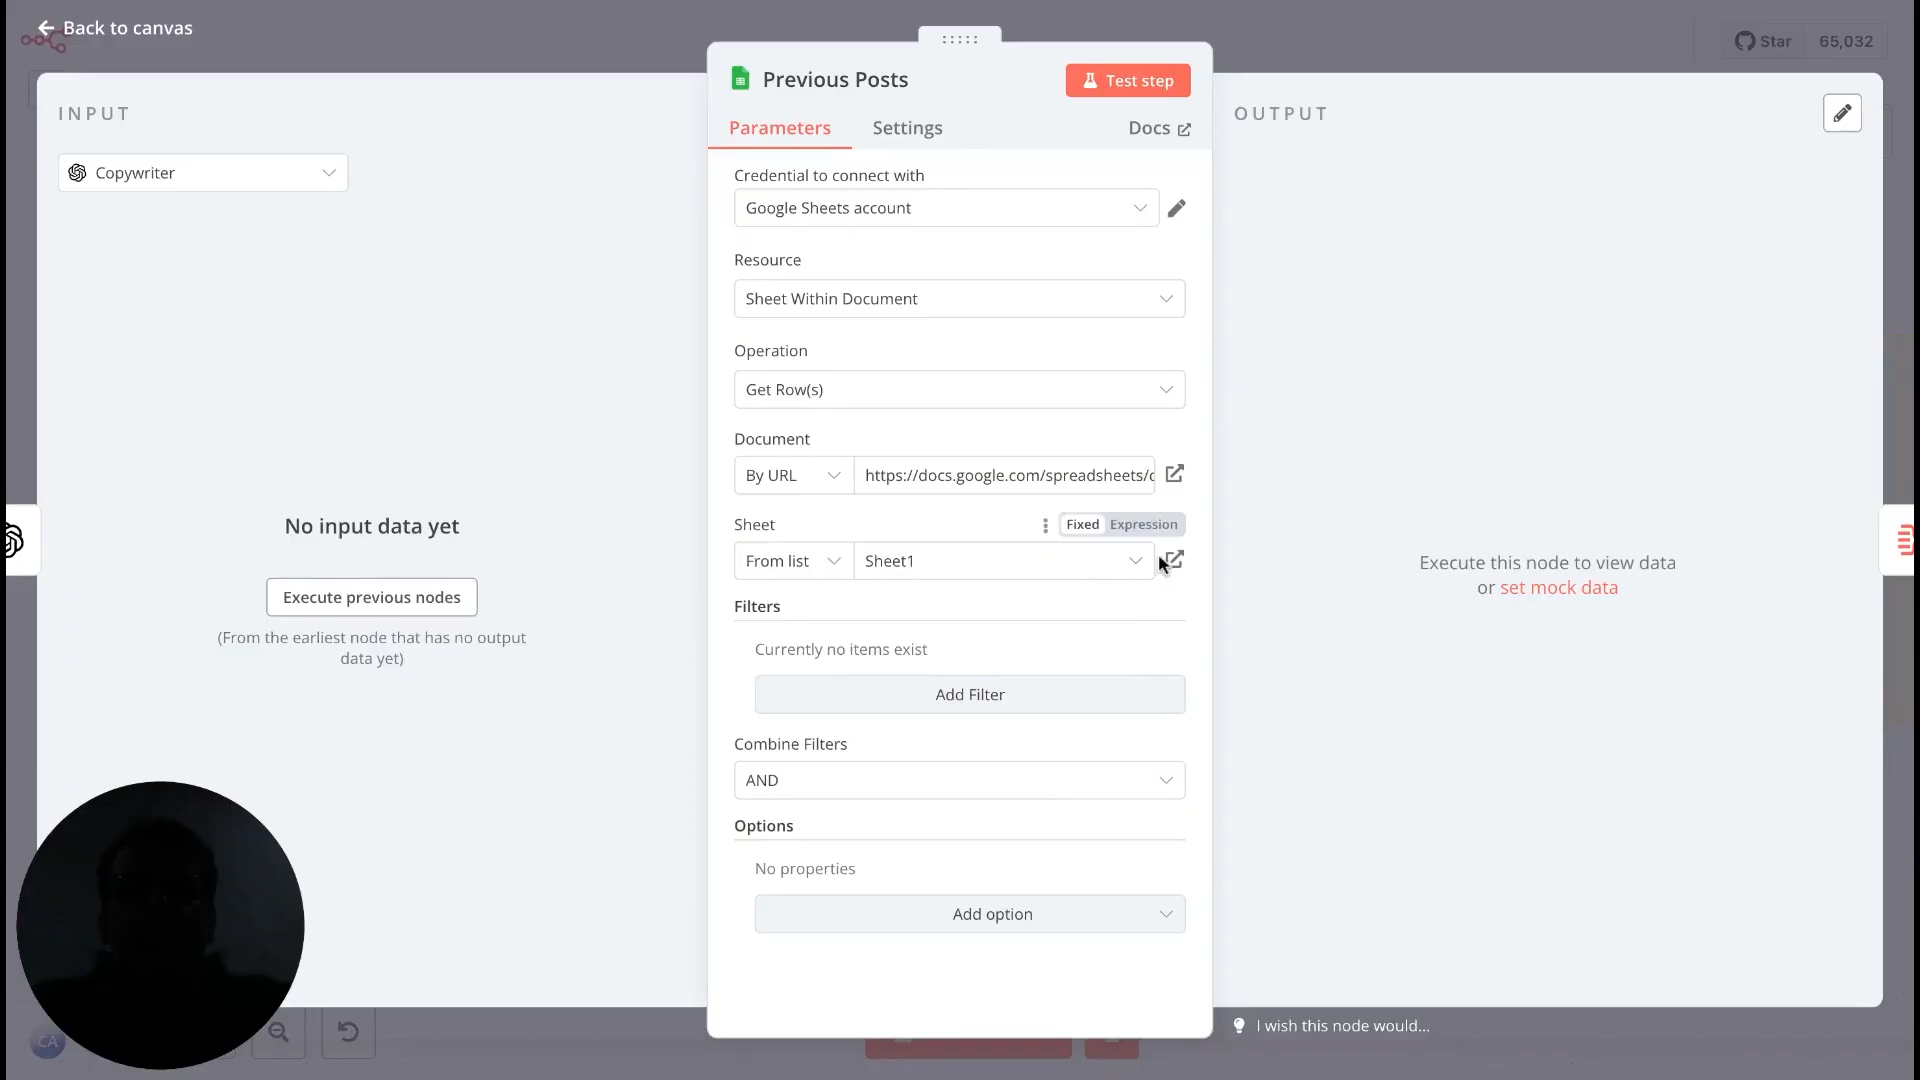 Back to canvas
Star 65,032
INPUT
Copywriter
No input data yet
Execute previous nodes
(From the earliest node that has no output
data yet)
Previous Posts
Test step
Parameters
Settings
Docs
Credential to connect with
Google Sheets account
Resource
Sheet Within Document
Operation
Get Row(s)
Document
By URL
https://docs.google.com/spreadsheets/
Sheet
Fixed Expression
From list
Sheet1
Filters
Currently no items exist
Add Filter
Combine Filters
AND
Options
No properties
Add option
OUTPUT
Execute this node to view data
or set mock data
I wish this node would...
CA